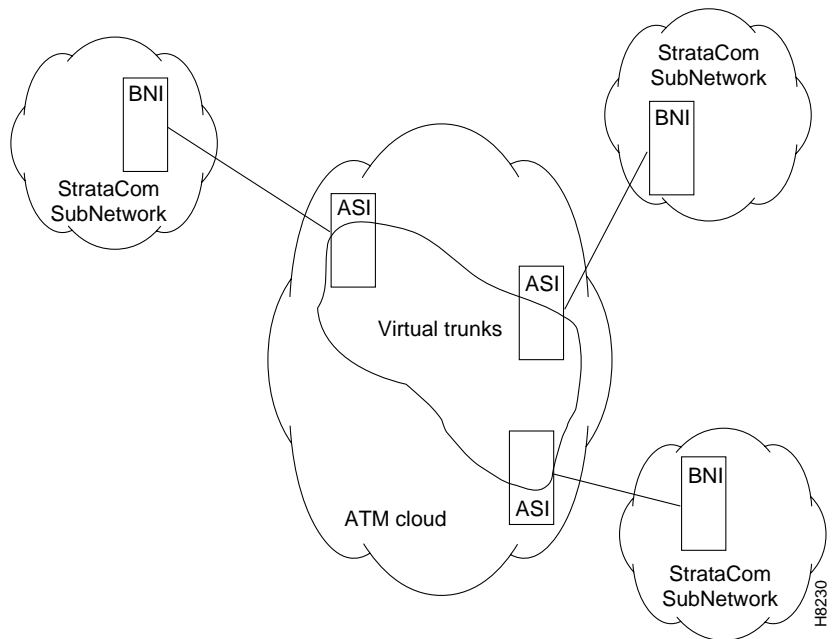 StrataCom
SubNetwork
BNI
BNI
StrataCom
SubNetwork
ASI
ASI
Virtual trunks
BNI
ASI
ATM cloud
StrataCom
SubNetwork
H8230